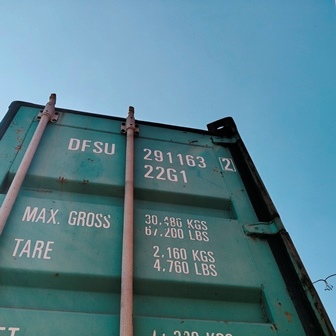 DFSU 291163 2
22G1
MAX. GROSS 30.480 KGS
67.200 LBS
TARE 2.160 KGS
4.760 LBS